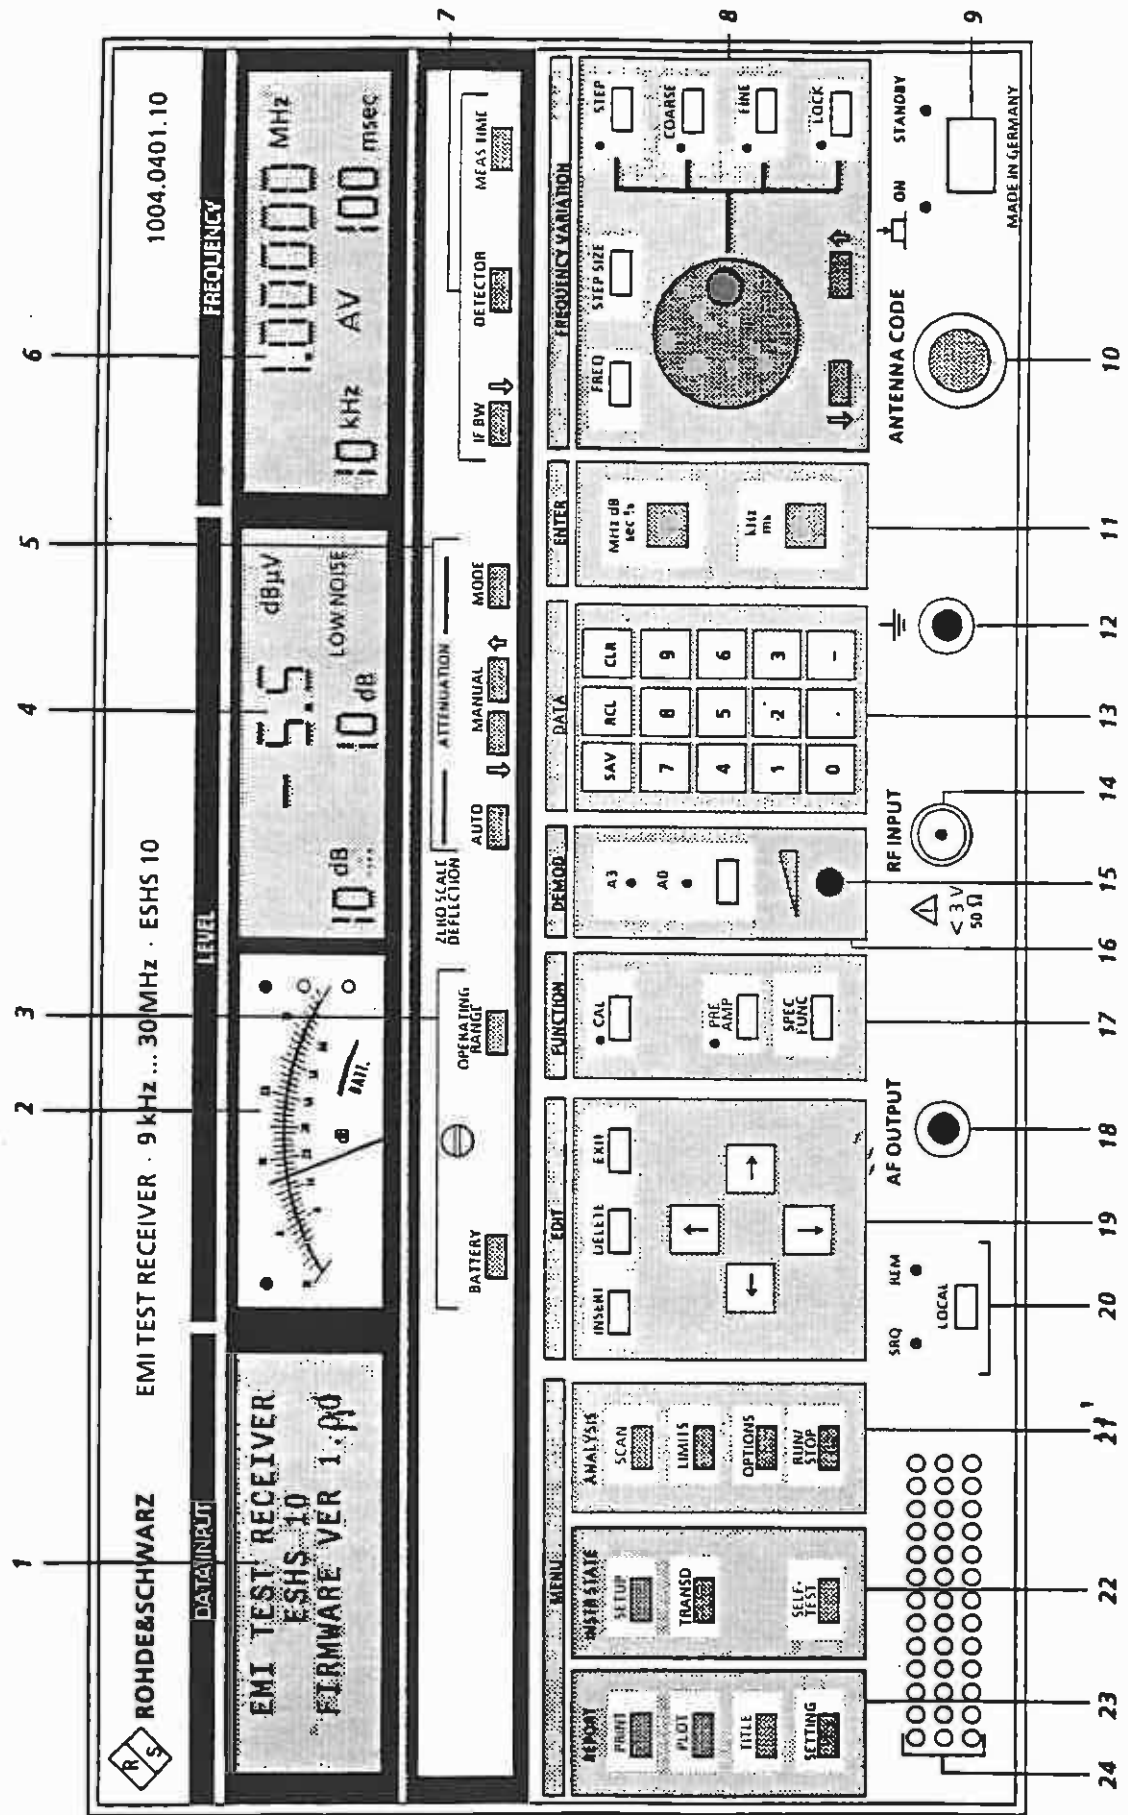 1 2 3 4 5 6 7
R S ROHDE&SCHWARZ EMI TEST RECEIVER · 9 kHz ... 30 MHz · ESHS 10 1004.0401.10
DATA INPUT LEVEL FREQUENCY
EMI TEST RECEIVER
ESHS 10
FIRMWARE VER 1.00
dB
BATT.
- 5.5 dBµV
10 dB 10 dB LOW NOISE
1.00000 MHz
10 kHz AV 100 msec
BATTERY
OPERATING RANGE
ZERO SCALE DEFLECTION
ATTENUATION
AUTO MANUAL MODE
IF BW DETECTOR MEAS TIME
MENU
REPORT
PRINT
PLOT
TITLE
SETTING
INSTR STATE
SETUP
TRANSD
SELF-TEST
ANALYSIS
SCAN
LIMITS
OPTIONS
RUN/STOP
EDIT
INSERT DELETE EXIT
← ↑ ↓ →
FUNCTION
CAL
PRE AMP
SPEC FUNC
DEMOD
A3
A0
DATA
SAV RCL CLR
7 8 9
4 5 6
1 2 3
0 . -
ENTER
MHz dB
sec %
kHz
ms
FREQUENCY VARIATION
FREQ STEP SIZE
STEP
COARSE
FINE
LOCK
8
SRQ REM
LOCAL
AF OUTPUT
< 3 V
50 Ω
RF INPUT
ANTENNA CODE
ON STANDBY
MADE IN GERMANY
9
24 23 22 21 20 19 18 17 16 15 14 13 12 11 10